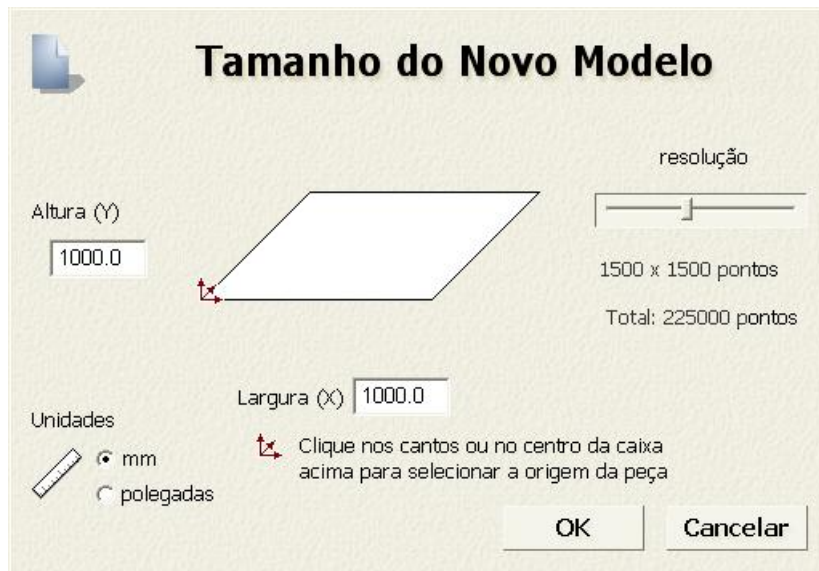 Tamanho do Novo Modelo
resolução
Altura (Y)
1000.0
1500 x 1500 pontos
Total: 225000 pontos
Largura (X) 1000.0
Unidades
mm
polegadas
Clique nos cantos ou no centro da caixa
acima para selecionar a origem da peça
OK
Cancelar